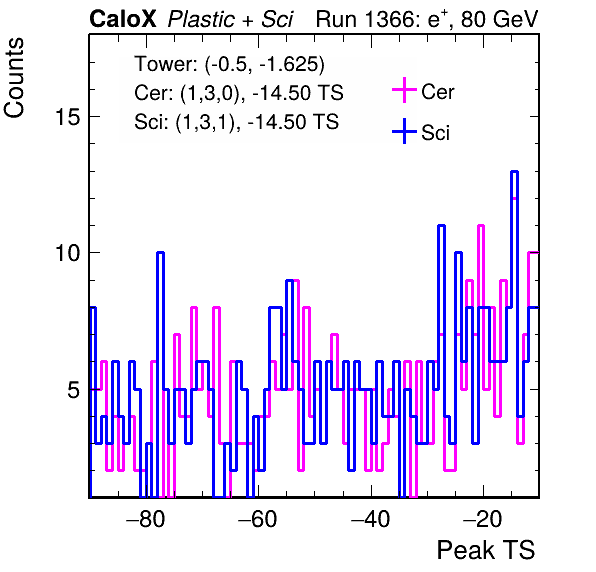 CaloX Plastic + Sci Run 1366: e⁺, 80 GeV
Counts
Tower: (-0.5, -1.625)
Cer: (1,3,0), -14.50 TS
Sci: (1,3,1), -14.50 TS
Cer
Sci
15
10
5
−80 −60 −40 −20
Peak TS